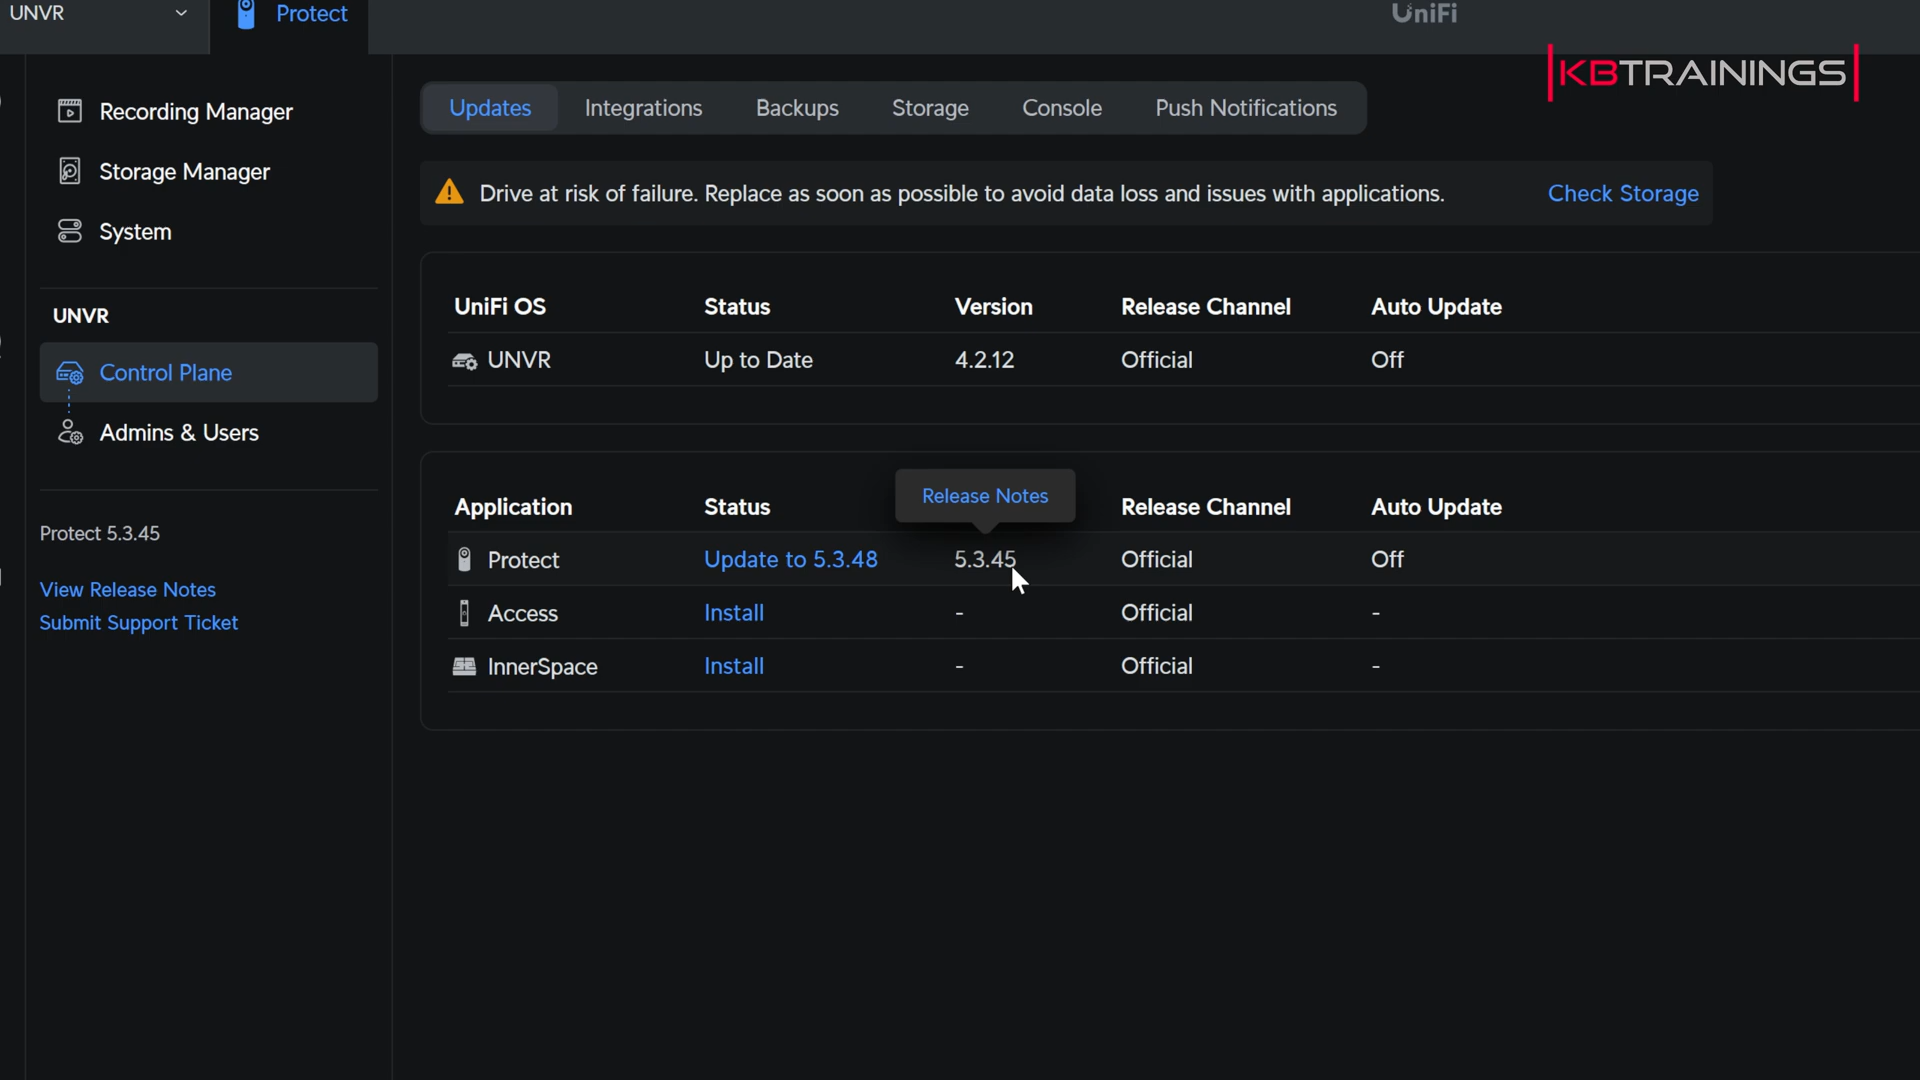 UNVR
Protect
UniFi
KBTRAININGS
Recording Manager
Storage Manager
System
UNVR
Control Plane
Admins & Users
Protect 5.3.45
View Release Notes
Submit Support Ticket
Updates Integrations Backups Storage Console Push Notifications
Drive at risk of failure. Replace as soon as possible to avoid data loss and issues with applications. Check Storage
UniFi OS Status Version Release Channel Auto Update
UNVR Up to Date 4.2.12 Official Off
Release Notes
Application Status Release Channel Auto Update
Protect Update to 5.3.48 5.3.45 Official Off
Access Install - Official -
InnerSpace Install - Official -